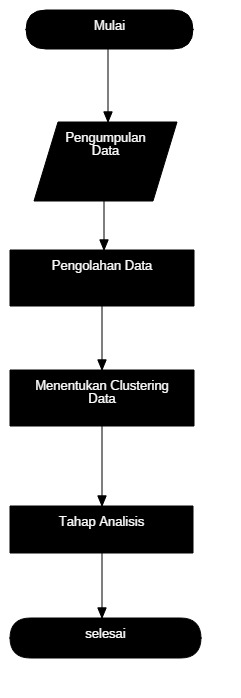 Mulai
Pengumpulan
Data
Pengolahan Data
Menentukan Clustering
Data
Tahap Analisis
selesai